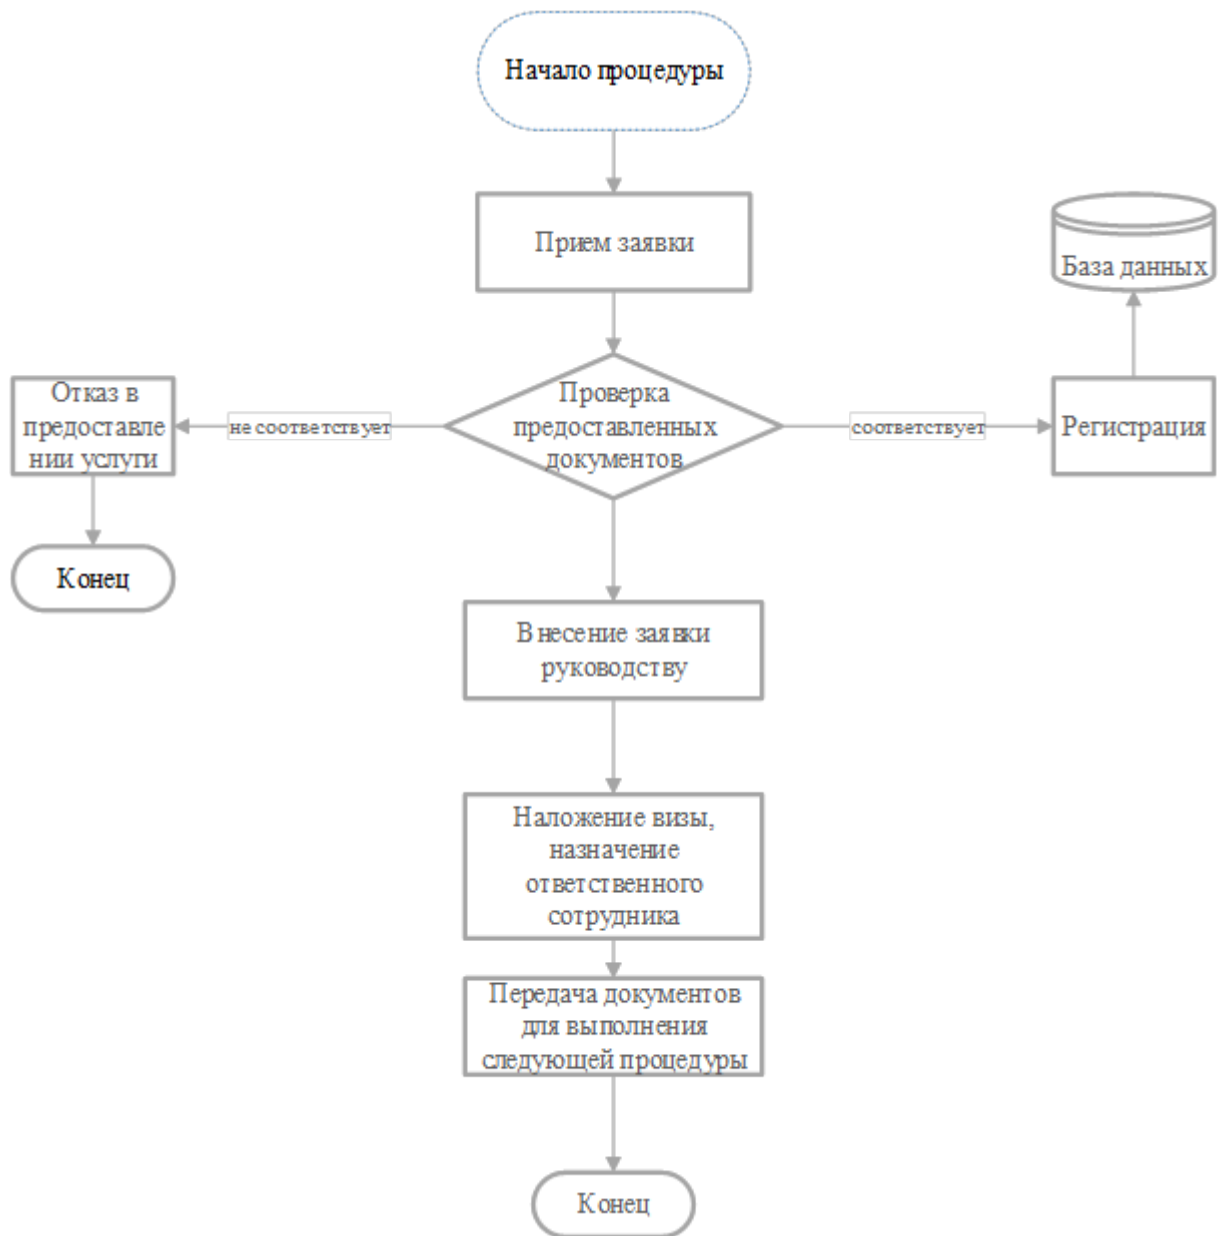 Начало процедуры
Прием заявки
База данных
Отказ в
предоставле
нии услуги
не соответствует
Проверка
предоставленных
документов
соответствует
Регистрация
Конец
Внесение заявки
руководству
Наложение визы,
назначение
ответственного
сотрудника
Передача документов
для выполнения
следующей процедуры
Конец